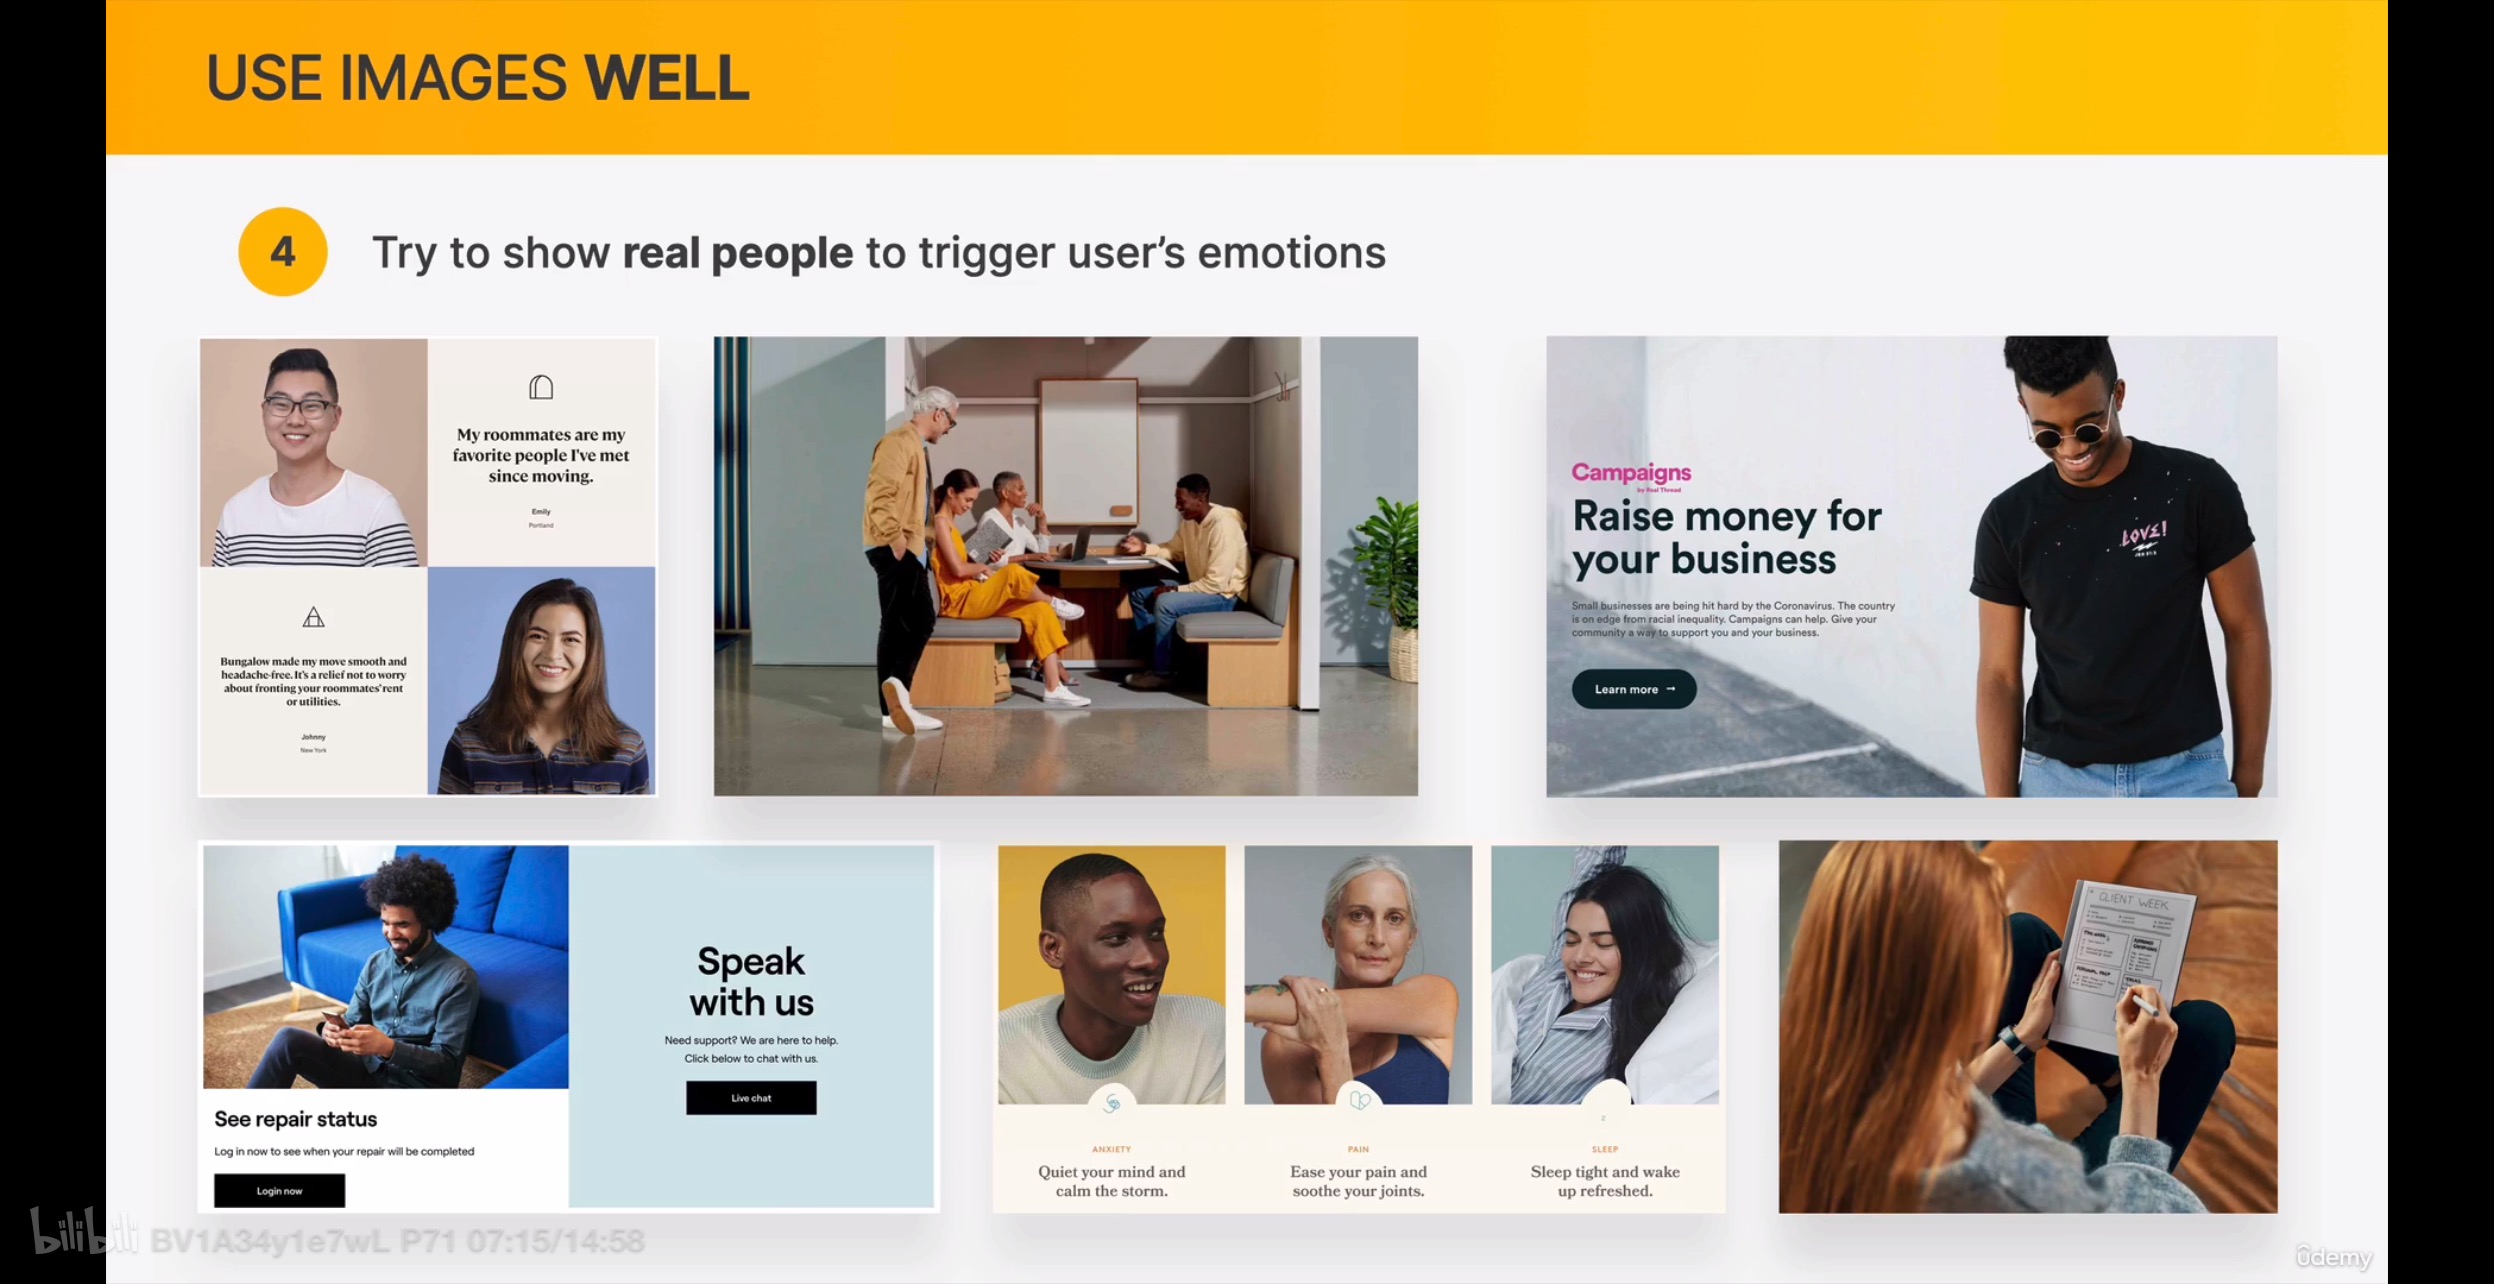 USE IMAGES WELL
4
Try to show real people to trigger user's emotions
My roommates are my
favorite people I've met
since moving.
Emily
Portland
Bungalow made my move smooth and
headache-free. It's a relief not to worry
about fronting your roommates' rent
or utilities.
Johnny
New York
Campaigns
by Real Thread
Raise money for
your business
Small businesses are being hit hard by the Coronavirus. The country
is on edge from racial inequality. Campaigns can help. Give your
community a way to support you and your business.
Learn more →
LOVE!
See repair status
Log in now to see when your repair will be completed
Login now
Speak
with us
Need support? We are here to help.
Click below to chat with us.
Live chat
ANXIETY
Quiet your mind and
calm the storm.
PAIN
Ease your pain and
soothe your joints.
SLEEP
Sleep tight and wake
up refreshed.
CLIENT WEEK
bilibili BV1A34y1e7wL P71 07:15/14:58
ûdemy